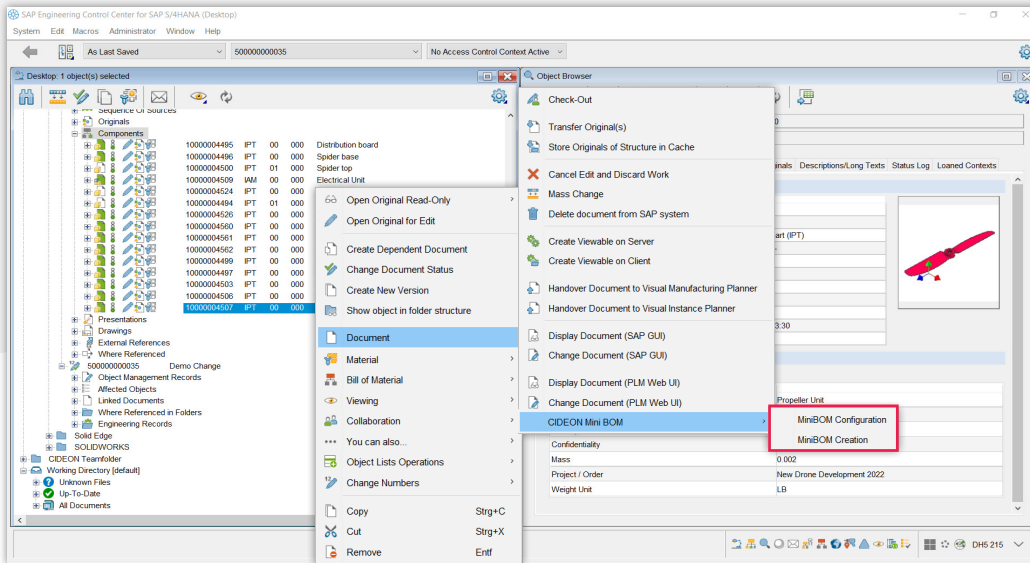 SAP Engineering Control Center for SAP S/4HANA (Desktop)
System Edit Macros Administrator Window Help
As Last Saved 500000000035 No Access Control Context Active
Desktop: 1 object(s) selected
Originals
Components
10000004495 IPT 00 000 Distribution board
10000004496 IPT 00 000 Spider base
10000004500 IPT 01 000 Spider top
10000004509 IAM 00 000 Electrical Unit
10000004524 IPT 00 000
10000004494 IPT 01 000
10000004526 IPT 00 000
10000004560 IPT 00 000
10000004561 IPT 00 000
10000004562 IPT 00 000
10000004499 IPT 00 000
10000004497 IPT 00 000
10000004503 IPT 00 000
10000004506 IPT 00 000
10000004507 IPT 00 000
Presentations
Drawings
External References
Where Referenced
500000000035 Demo Change
Object Management Records
Affected Objects
Linked Documents
Where Referenced in Folders
Engineering Records
Solid Edge
SOLIDWORKS
CIDEON Teamfolder
Working Directory [default]
Unknown Files
Up-To-Date
All Documents
Open Original Read-Only
Open Original for Edit
Create Dependent Document
Change Document Status
Create New Version
Show object in folder structure
Document
Material
Bill of Material
Viewing
Collaboration
You can also...
Object Lists Operations
Change Numbers
Copy Strg+C
Cut Strg+X
Remove Entf
Object Browser
Check-Out
Transfer Original(s)
Store Originals of Structure in Cache
Cancel Edit and Discard Work
Mass Change
Delete document from SAP system
Create Viewable on Server
Create Viewable on Client
Handover Document to Visual Manufacturing Planner
Handover Document to Visual Instance Planner
Display Document (SAP GUI)
Change Document (SAP GUI)
Display Document (PLM Web UI)
Change Document (PLM Web UI)
CIDEON Mini BOM
MiniBOM Configuration
MiniBOM Creation
0
inals Descriptions/Long Texts Status Log Loaned Contexts
art (IPT)
3:30
Propeller Unit
Confidentiality
Mass 0.002
Project / Order New Drone Development 2022
Weight Unit LB
DH5 215